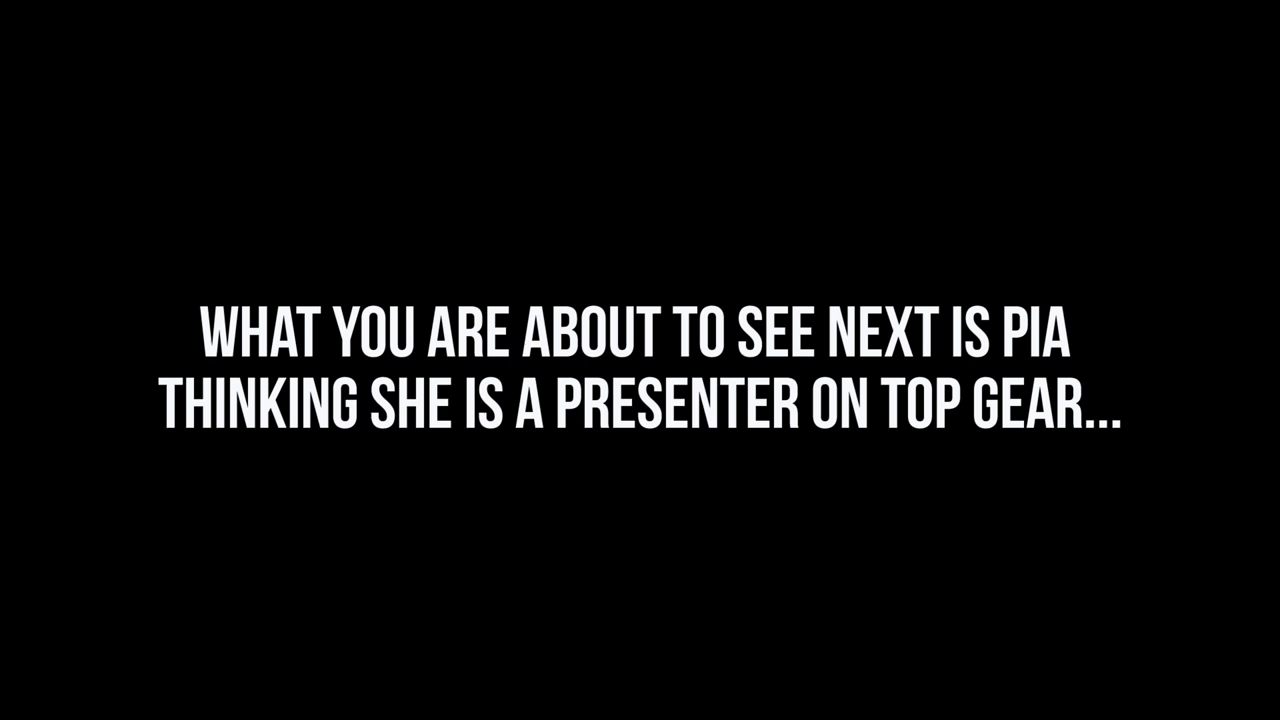 WHAT YOU ARE ABOUT TO SEE NEXT IS PIA
THINKING SHE IS A PRESENTER ON TOP GEAR...